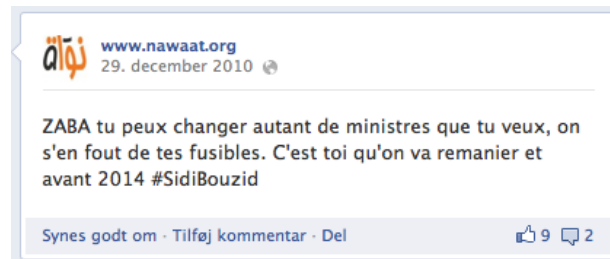 نواة
www.nawaat.org
29. december 2010
ZABA tu peux changer autant de ministres que tu veux, on
s'en fout de tes fusibles. C'est toi qu'on va remanier et
avant 2014 #SidiBouzid
Synes godt om · Tilføj kommentar · Del 9 2